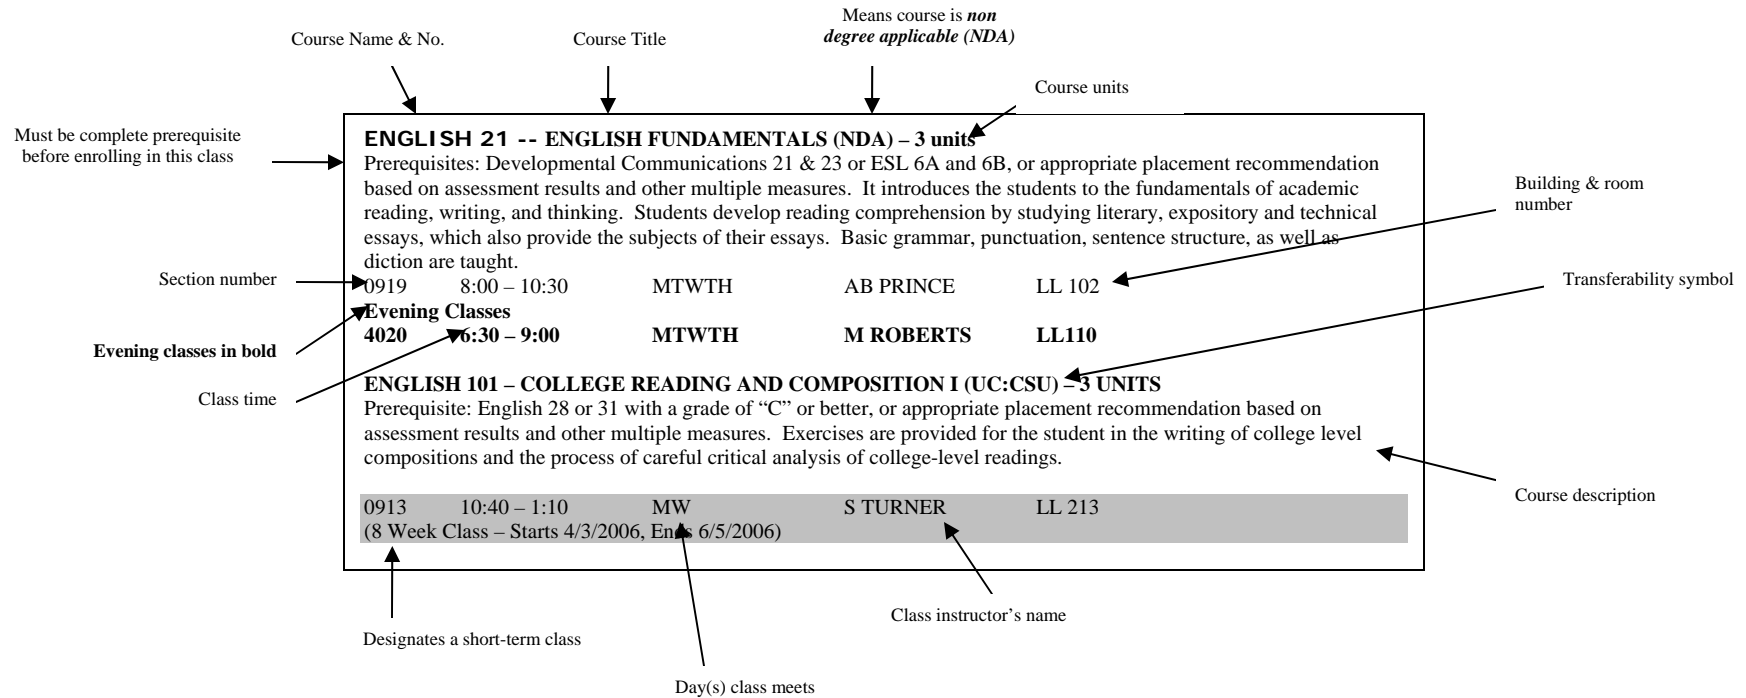 Means course is non
degree applicable (NDA)
Course Name & No.
Course Title
Course units
Must be complete prerequisite
before enrolling in this class
ENGLISH 21 -- ENGLISH FUNDAMENTALS (NDA) – 3 units
Prerequisites: Developmental Communications 21 & 23 or ESL 6A and 6B, or appropriate placement recommendation
based on assessment results and other multiple measures. It introduces the students to the fundamentals of academic
reading, writing, and thinking. Students develop reading comprehension by studying literary, expository and technical
essays, which also provide the subjects of their essays. Basic grammar, punctuation, sentence structure, as well as
diction are taught.
Building & room
number
Section number
0919 8:00 – 10:30 MTWTH AB PRINCE LL 102
Transferability symbol
Evening Classes
4020 6:30 – 9:00 MTWTH M ROBERTS LL110
Evening classes in bold
Class time
ENGLISH 101 – COLLEGE READING AND COMPOSITION I (UC:CSU) – 3 UNITS
Prerequisite: English 28 or 31 with a grade of “C” or better, or appropriate placement recommendation based on
assessment results and other multiple measures. Exercises are provided for the student in the writing of college level
compositions and the process of careful critical analysis of college-level readings.
Course description
0913 10:40 – 1:10 MW S TURNER LL 213
(8 Week Class – Starts 4/3/2006, Ends 6/5/2006)
Class instructor’s name
Designates a short-term class
Day(s) class meets